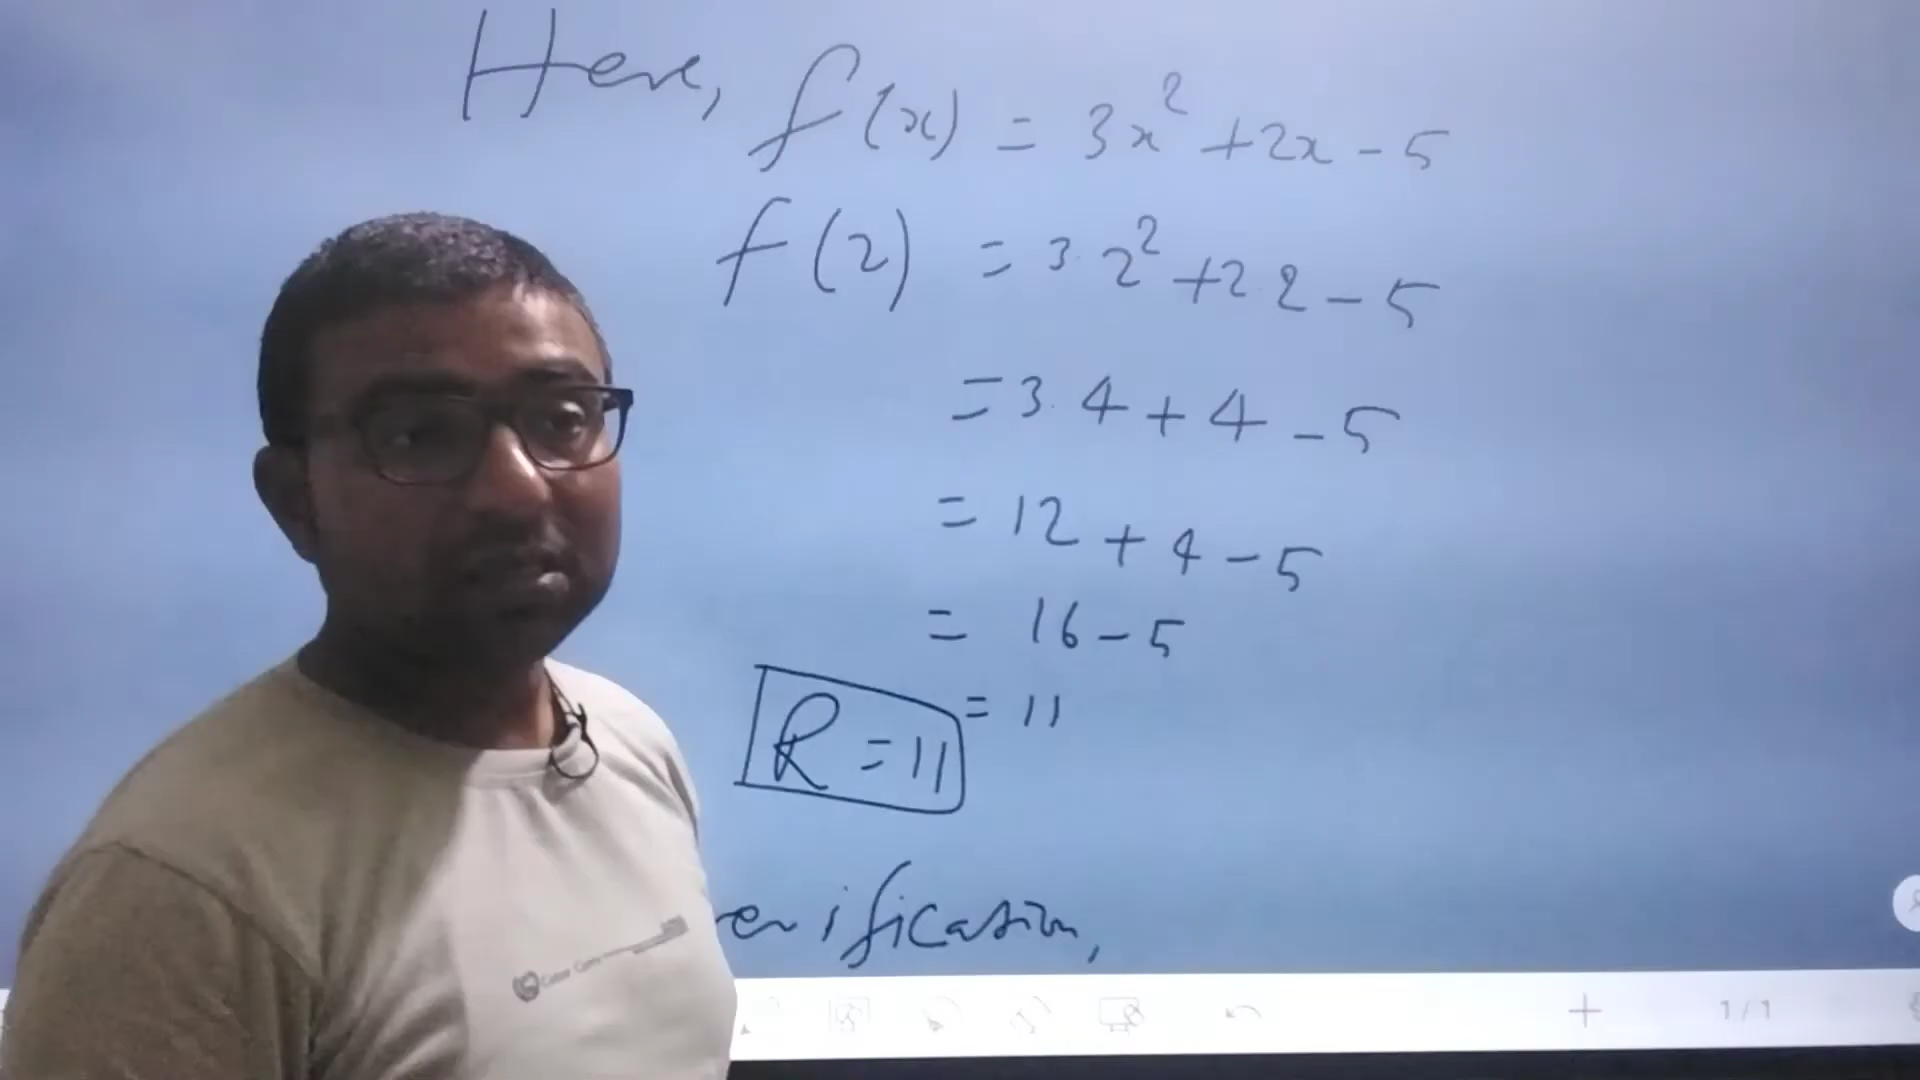 Here, f(x) = 3x² + 2x - 5
f(2) = 3.2² + 2.2 - 5
= 3.4 + 4 - 5
= 12 + 4 - 5
= 16 - 5
= 11
R = 11
erification,
1/1